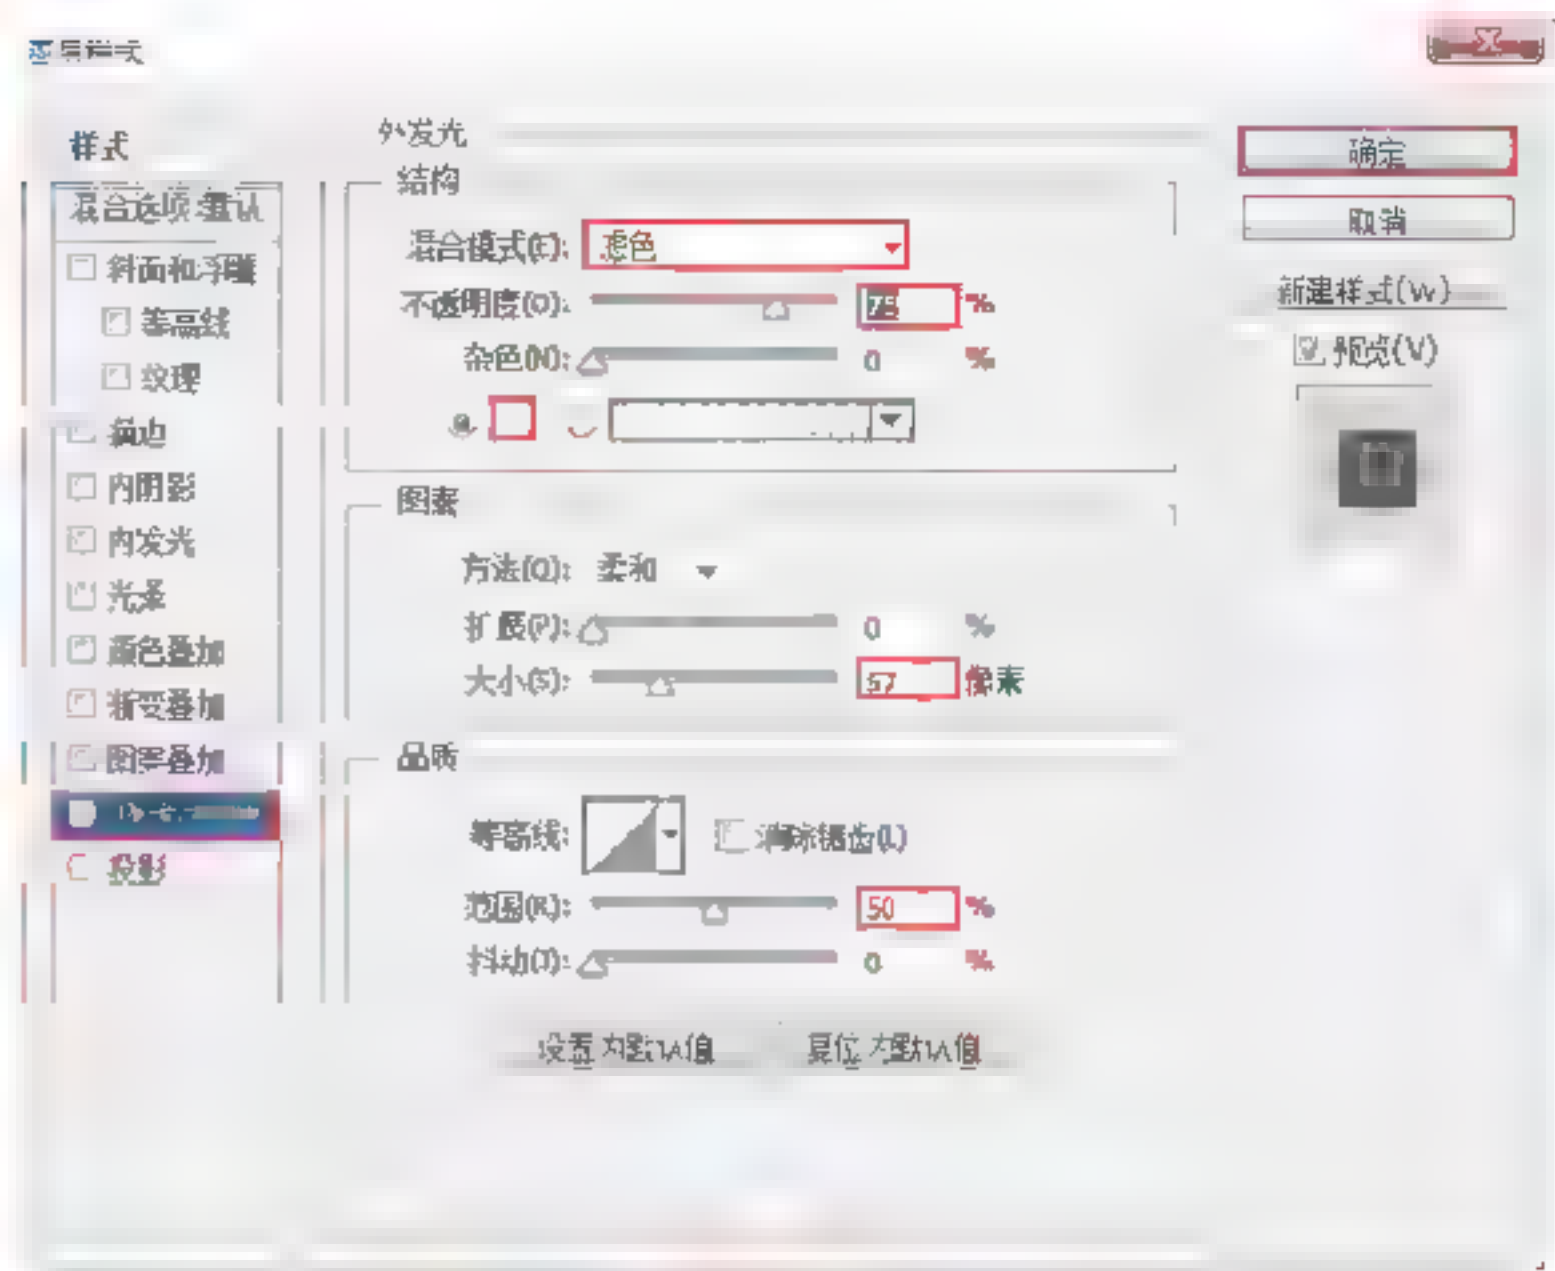 图层样式
样式
混合选项:默认
斜面和浮雕
等高线
纹理
描边
内阴影
内发光
光泽
颜色叠加
渐变叠加
图案叠加
投影
外发光
结构
混合模式(E): 滤色
不透明度(O): 75 %
杂色(N): 0 %
图素
方法(Q): 柔和
扩展(P): 0 %
大小(S): 57 像素
品质
等高线: 消除锯齿(L)
范围(R): 50 %
抖动(J): 0 %
设置为默认值 复位为默认值
确定
取消
新建样式(W)
预览(V)